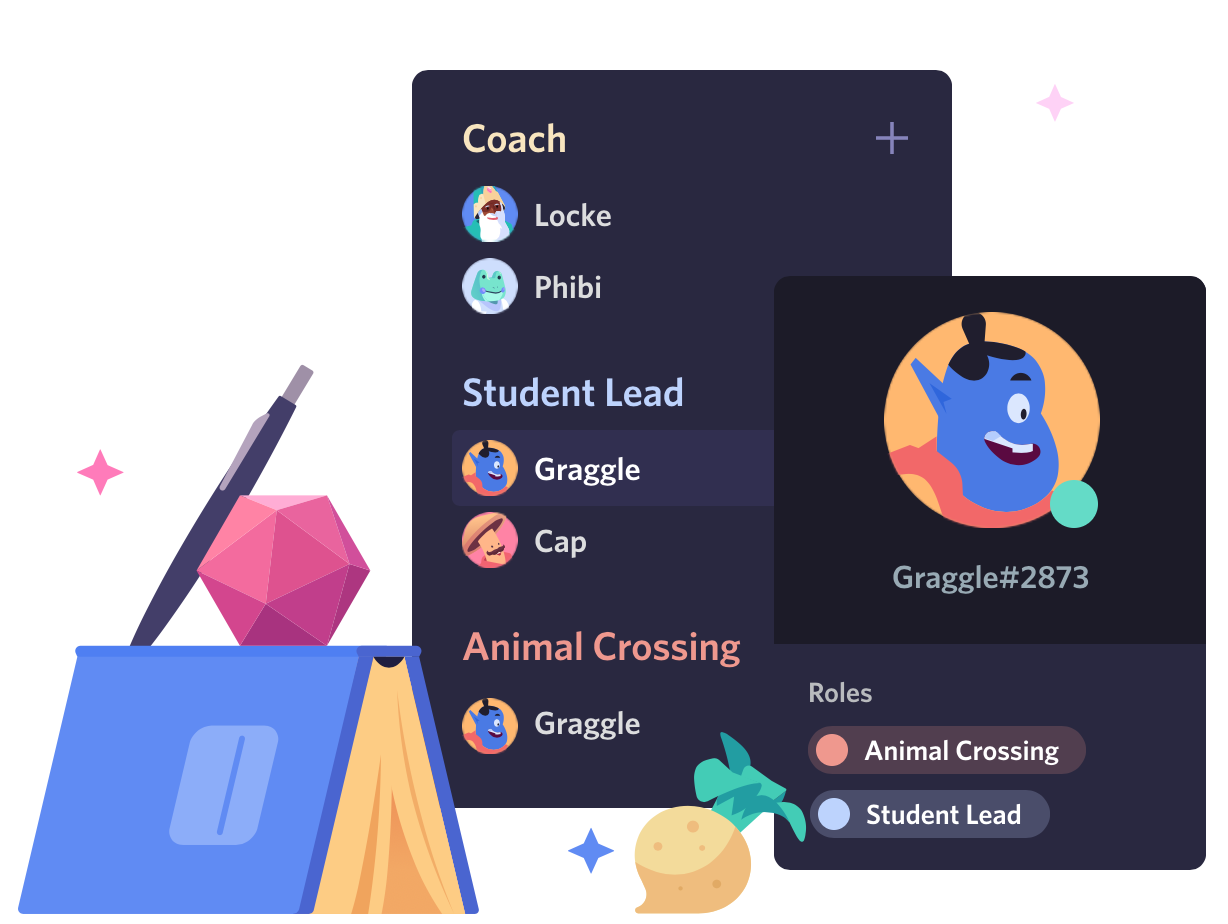 Coach
Locke
Phibi
Student Lead
Graggle
Cap
Animal Crossing
Graggle
Graggle#2873
Roles
Animal Crossing
Student Lead